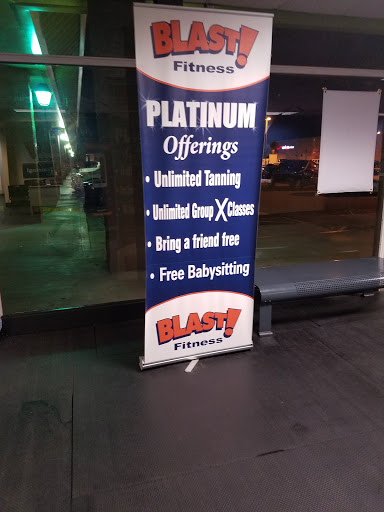 BLAST!
Fitness
PLATINUM
Offerings
• Unlimited Tanning
• Unlimited Group X Classes
• Bring a friend free
• Free Babysitting
BLAST!
Fitness